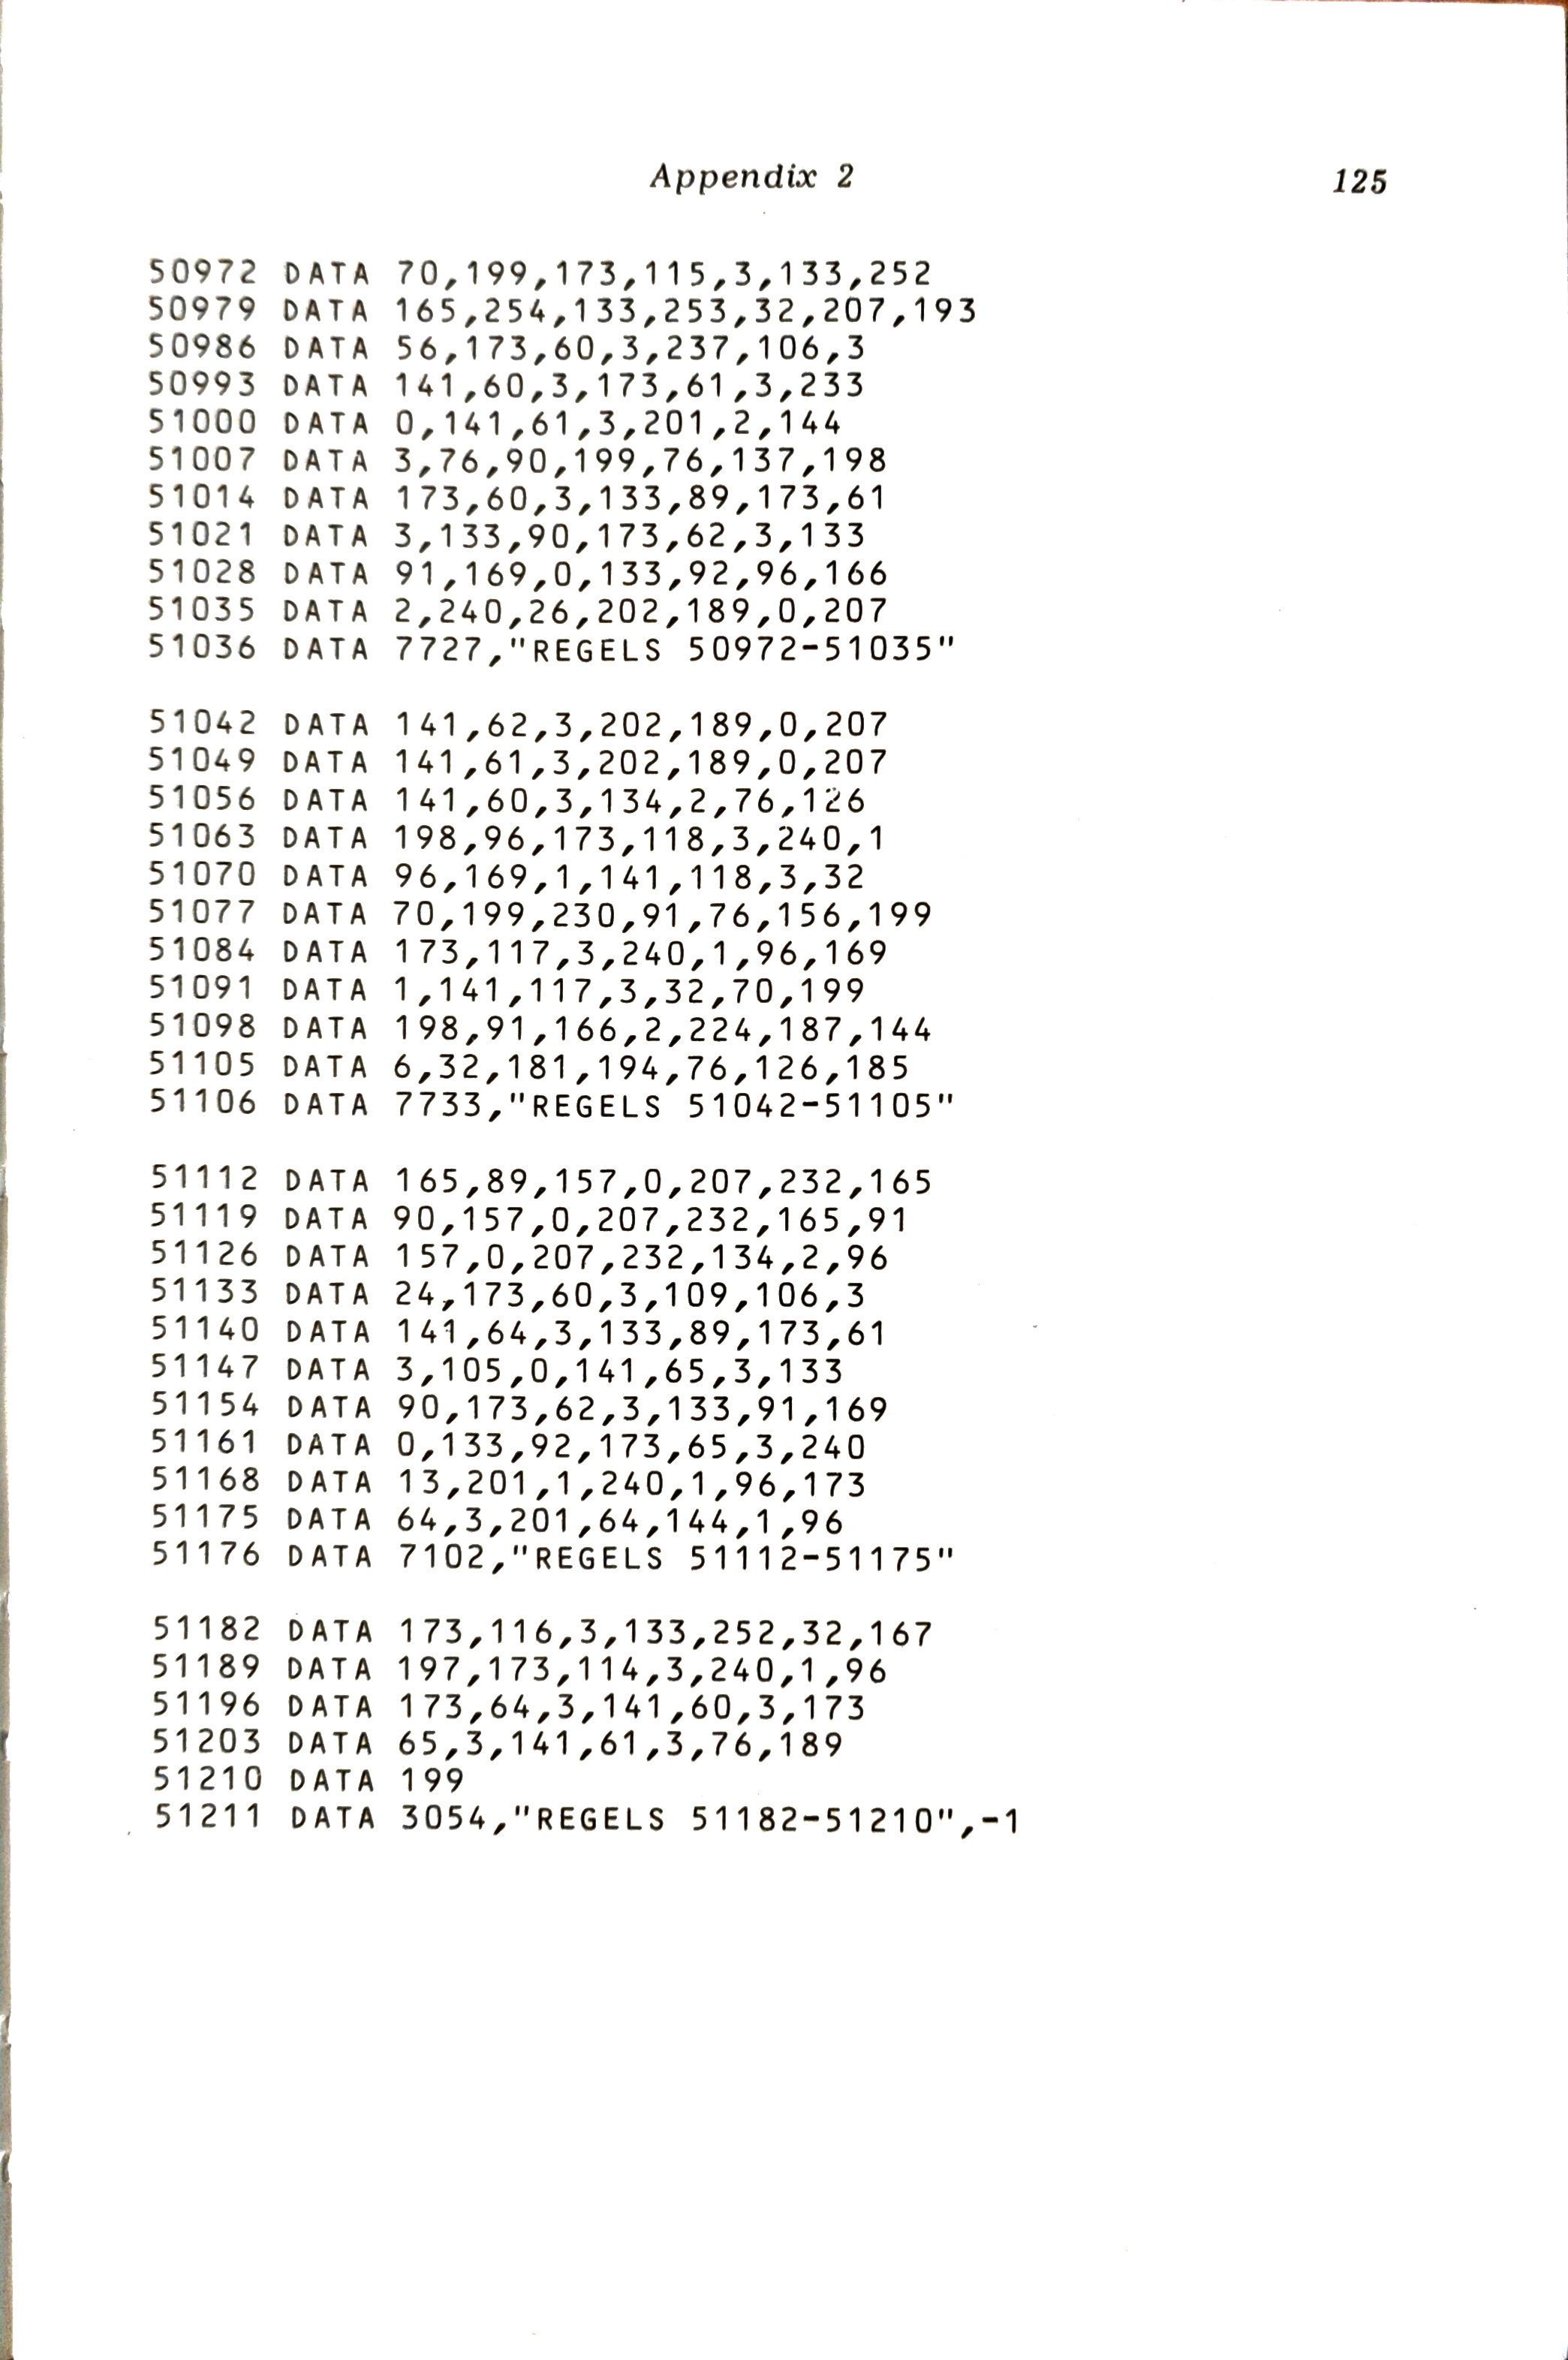 Appendix 2 125
50972 DATA 70,199,173,115,3,133,252
50979 DATA 165,254,133,253,32,207,193
50986 DATA 56,173,60,3,237,106,3
50993 DATA 141,60,3,173,61,3,233
51000 DATA 0,141,61,3,201,2,144
51007 DATA 3,76,90,199,76,137,198
51014 DATA 173,60,3,133,89,173,61
51021 DATA 3,133,90,173,62,3,133
51028 DATA 91,169,0,133,92,96,166
51035 DATA 2,240,26,202,189,0,207
51036 DATA 7727,"REGELS 50972-51035"
51042 DATA 141,62,3,202,189,0,207
51049 DATA 141,61,3,202,189,0,207
51056 DATA 141,60,3,134,2,76,126
51063 DATA 198,96,173,118,3,240,1
51070 DATA 96,169,1,141,118,3,32
51077 DATA 70,199,230,91,76,156,199
51084 DATA 173,117,3,240,1,96,169
51091 DATA 1,141,117,3,32,70,199
51098 DATA 198,91,166,2,224,187,144
51105 DATA 6,32,181,194,76,126,185
51106 DATA 7733,"REGELS 51042-51105"
51112 DATA 165,89,157,0,207,232,165
51119 DATA 90,157,0,207,232,165,91
51126 DATA 157,0,207,232,134,2,96
51133 DATA 24,173,60,3,109,106,3
51140 DATA 141,64,3,133,89,173,61
51147 DATA 3,105,0,141,65,3,133
51154 DATA 90,173,62,3,133,91,169
51161 DATA 0,133,92,173,65,3,240
51168 DATA 13,201,1,240,1,96,173
51175 DATA 64,3,201,64,144,1,96
51176 DATA 7102,"REGELS 51112-51175"
51182 DATA 173,116,3,133,252,32,167
51189 DATA 197,173,114,3,240,1,96
51196 DATA 173,64,3,141,60,3,173
51203 DATA 65,3,141,61,3,76,189
51210 DATA 199
51211 DATA 3054,"REGELS 51182-51210",-1